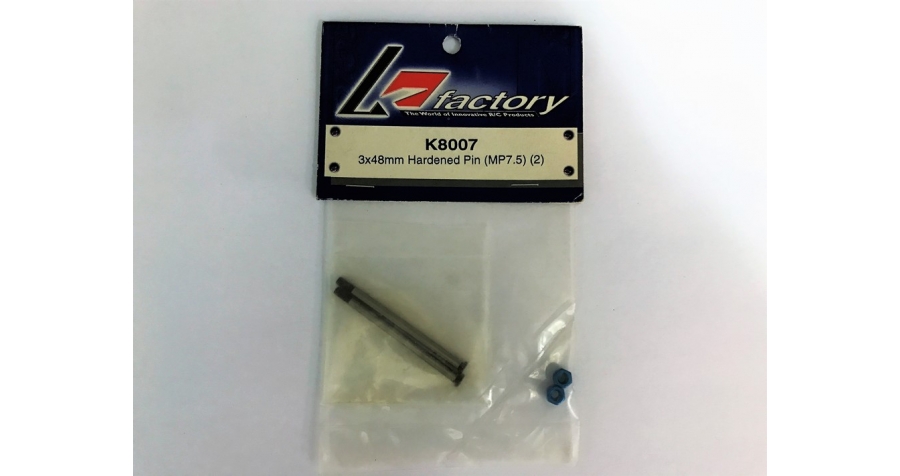 K factory
The World of Innovative R/C Products
K8007
3x48mm Hardened Pin (MP7.5) (2)